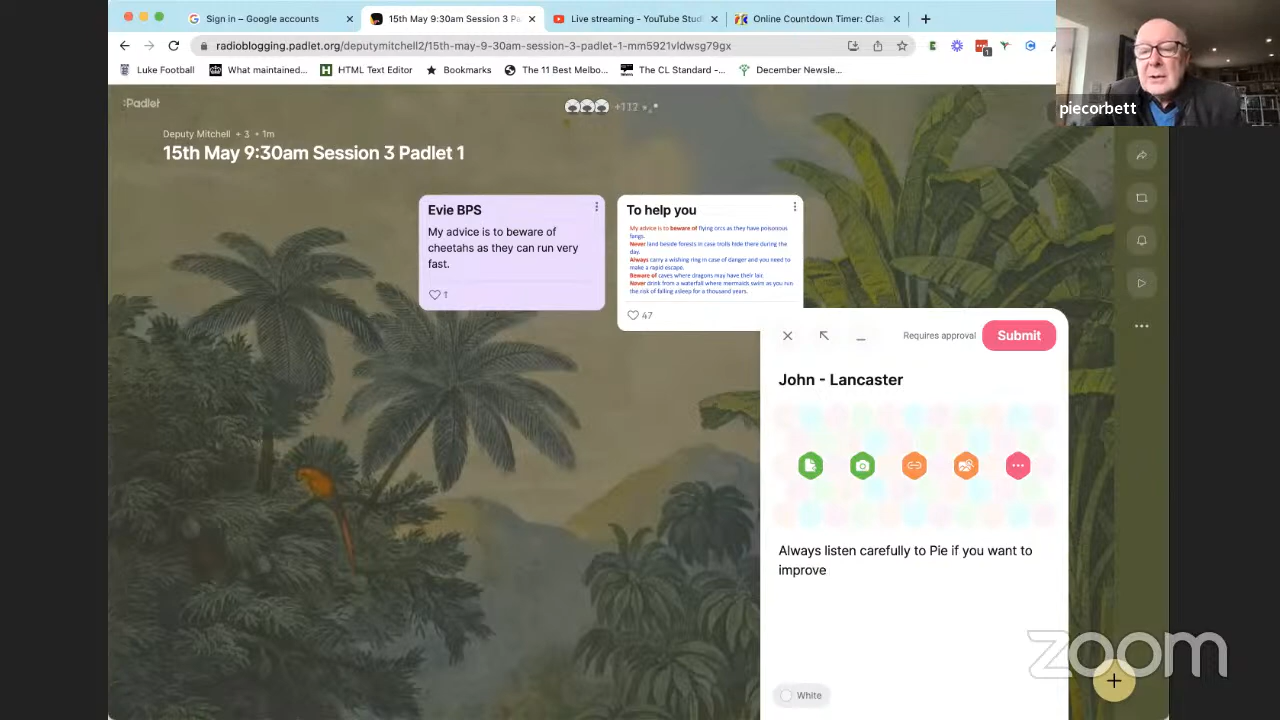 Sign in – Google accounts
15th May 9:30am Session 3 Pa
Live streaming - YouTube Studi
Online Countdown Timer: Clas
radioblogging.padlet.org/deputymitchell2/15th-may-9-30am-session-3-padlet-1-mm5921vldwsg79gx
Luke Football
What maintained...
HTML Text Editor
Bookmarks
The 11 Best Melbo...
The CL Standard -...
December Newsle...
piecorbett
:Padlet
+112
Deputy Mitchell + 3 • 1m
15th May 9:30am Session 3 Padlet 1
Evie BPS
My advice is to beware of
cheetahs as they can run very
fast.
1
To help you
My advice is to beware of flying orcs as they have poisonous
fangs.
Never land beside forests in case trolls hide there during the
day.
Always carry a wishing ring in case of danger and you need to
make a rapid escape.
Beware of caves where dragons may have their lair.
Never drink from a waterfall where mermaids swim as you run
the risk of falling asleep for a thousand years.
47
Requires approval
Submit
John - Lancaster
Always listen carefully to Pie if you want to
improve
White
zoom